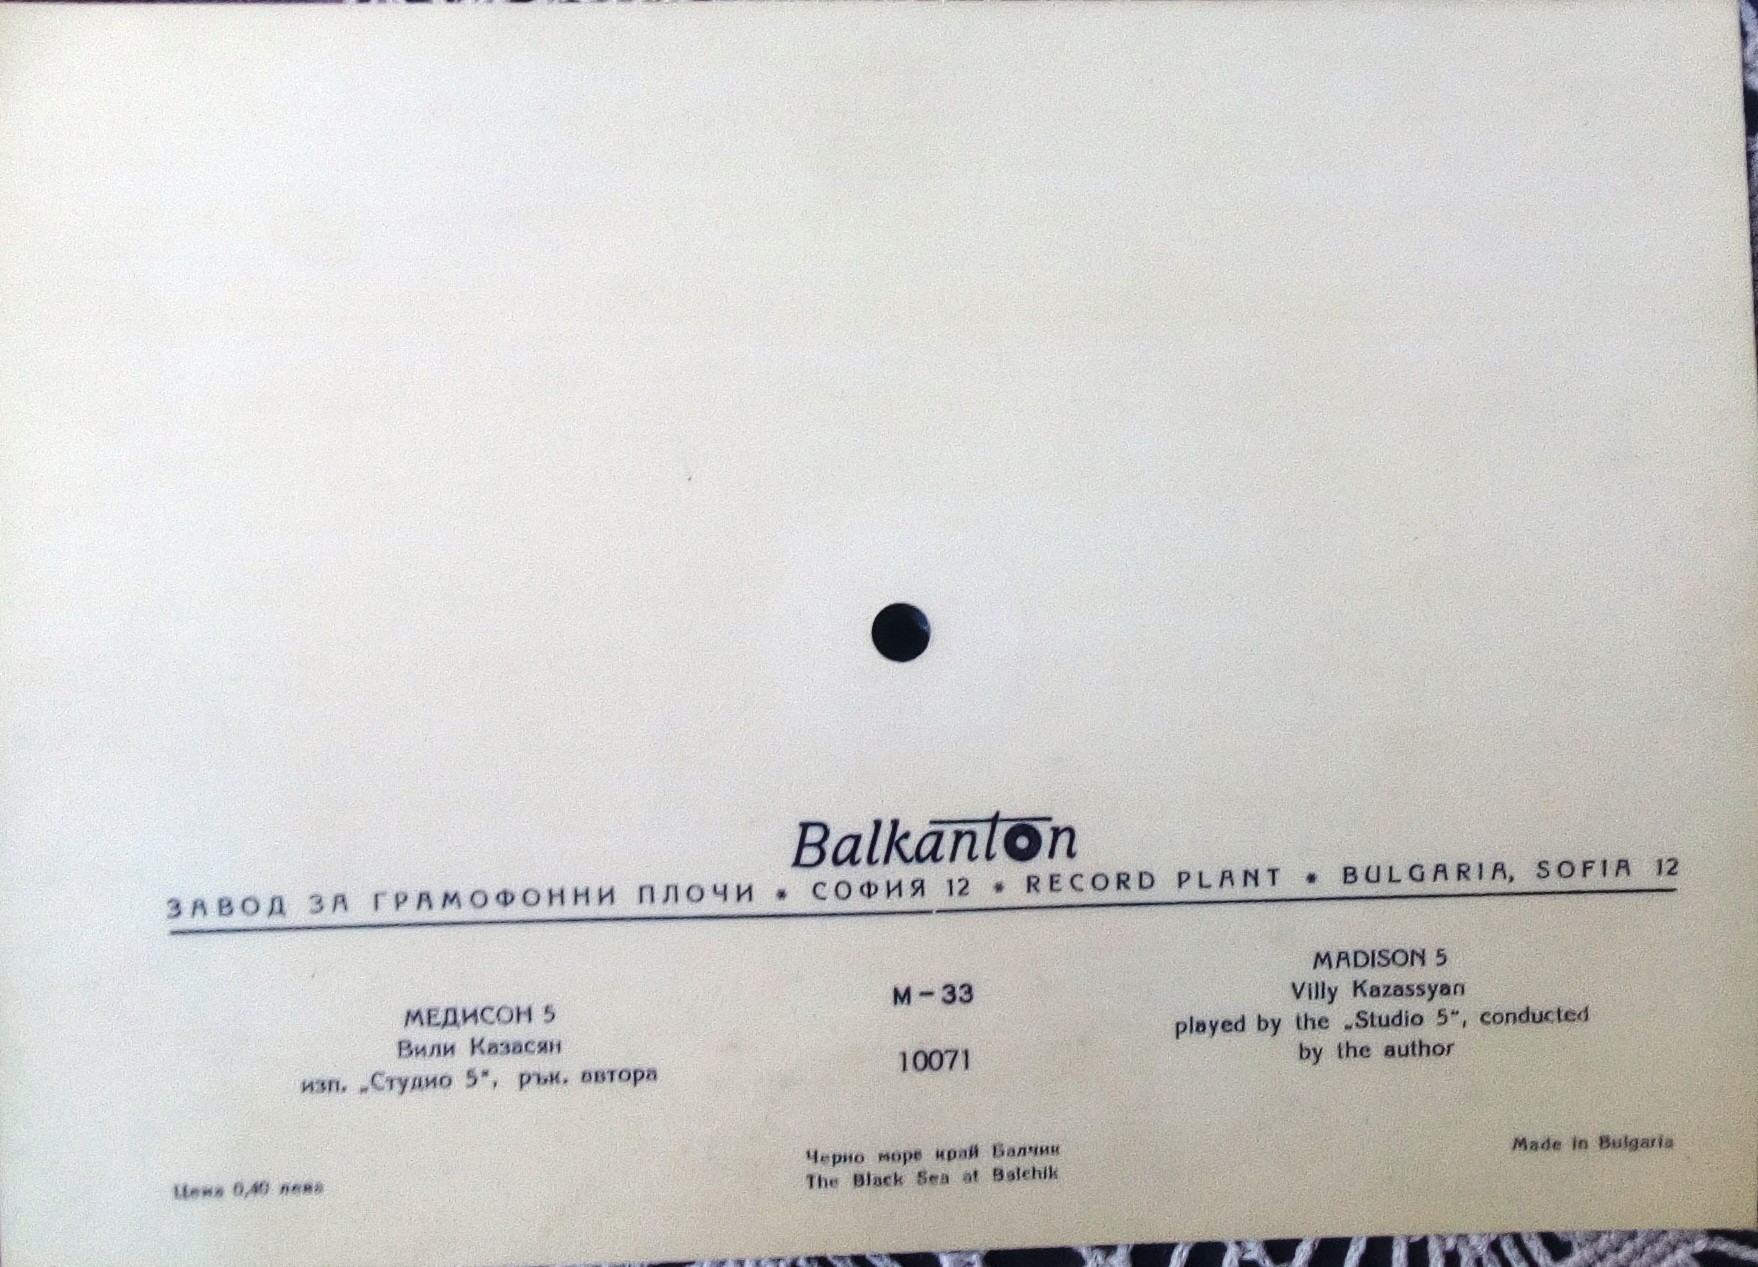 Balkanton
ЗАВОД ЗА ГРАМОФОННИ ПЛОЧИ * СОФИЯ 12 * RECORD PLANT * BULGARIA, SOFIA 12
МЕДИСОН 5
Вили Казасян
изп. „Студио 5“, рък. автора
М – 33
10071
MADISON 5
Villy Kazassyan
played by the „Studio 5“, conducted
by the author
Черно море край Балчик
The Black Sea at Balchik
Цена 0,40 лева
Made in Bulgaria